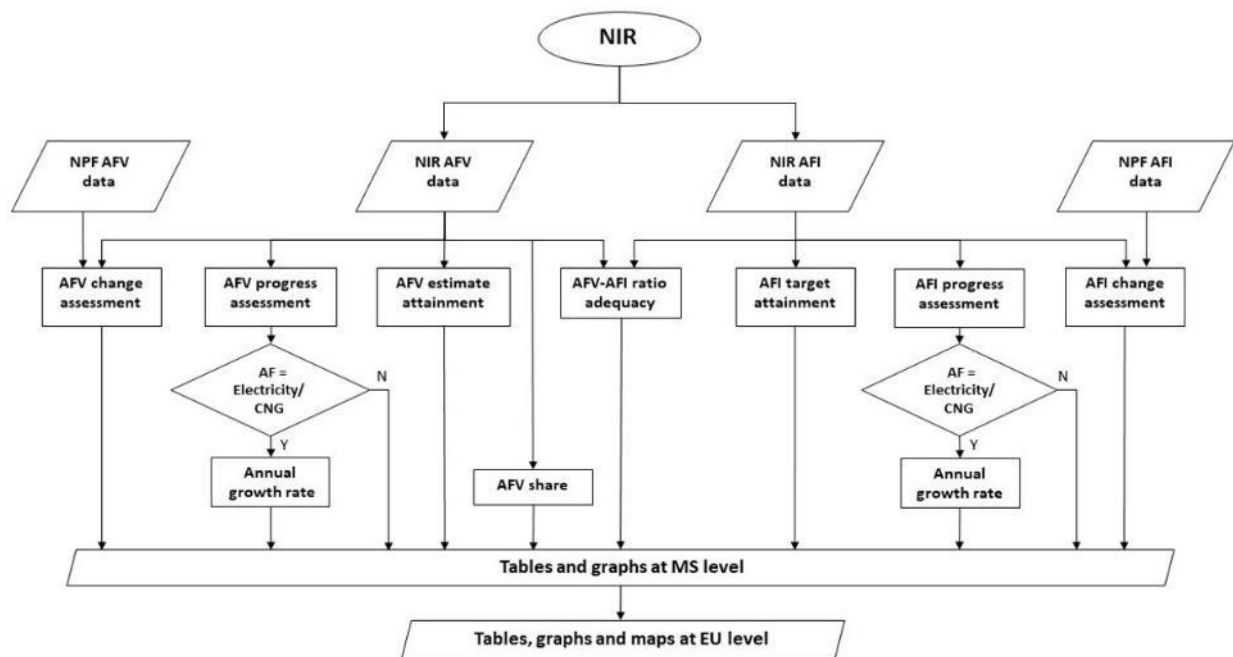 NIR
NPF AFV
data
NIR AFV
data
NIR AFI
data
NPF AFI
data
AFV change
assessment
AFV progress
assessment
AFV estimate
attainment
AFV-AFI ratio
adequacy
AFI target
attainment
AFI progress
assessment
AFI change
assessment
AF =
Electricity/
CNG
N
Y
AF =
Electricity/
CNG
N
Y
Annual
growth rate
AFV share
Annual
growth rate
Tables and graphs at MS level
Tables, graphs and maps at EU level